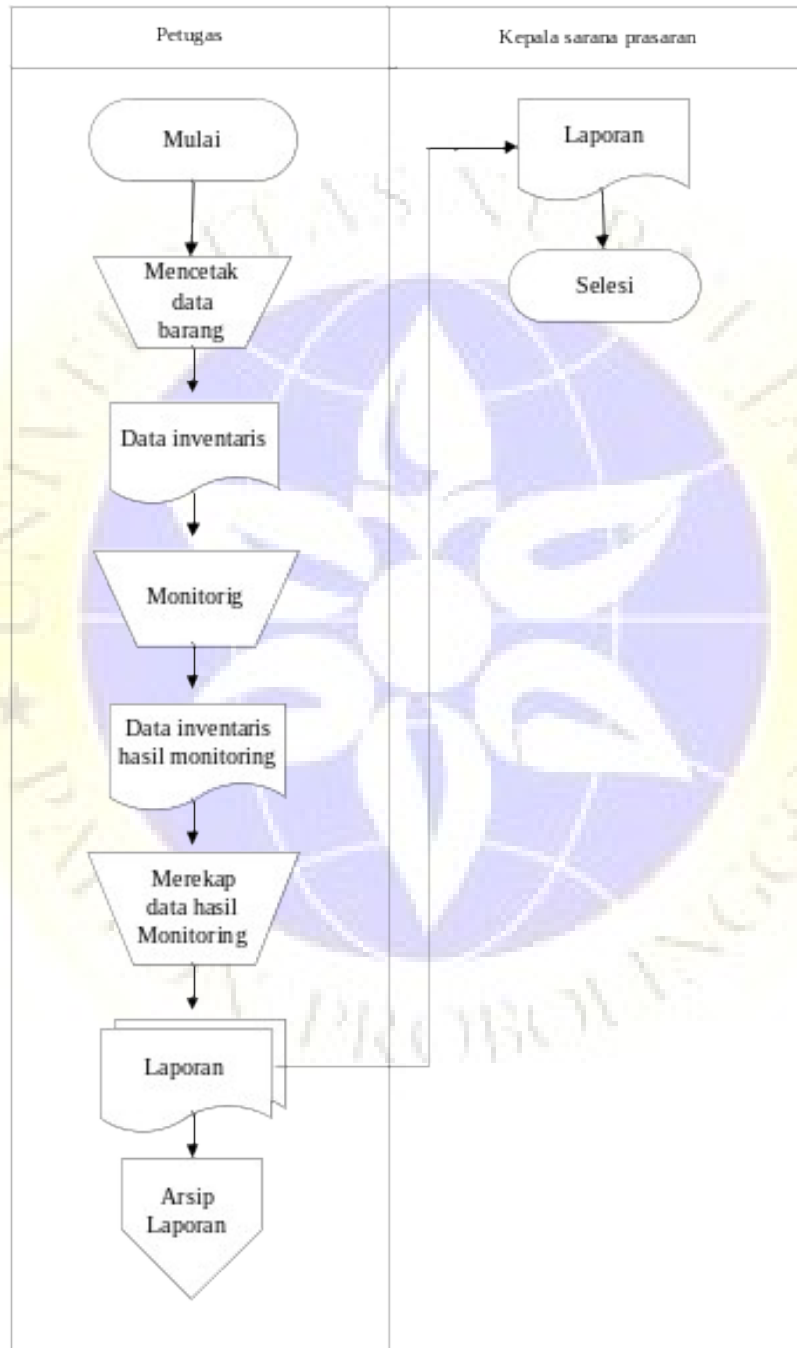 Petugas
Kepala sarana prasaran
Mulai
Mencetak
data
barang
Data inventaris
Monitorig
Data inventaris
hasil monitoring
Merekap
data hasil
Monitoring
Laporan
Arsip
Laporan
Laporan
Selesi
PROBOLINGGO